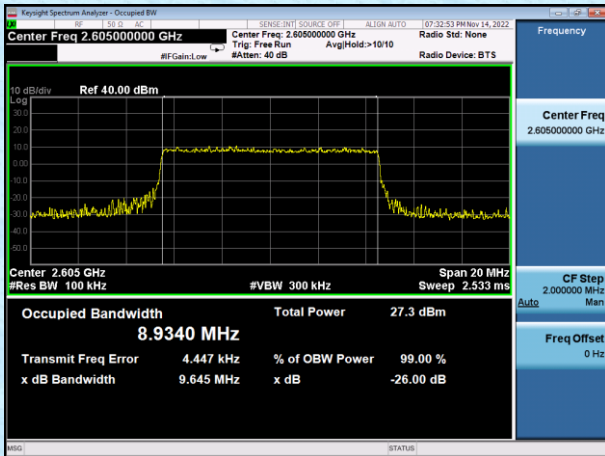 Keysight Spectrum Analyzer - Occupied BW
RF 50 Ω AC SENSE:INT SOURCE OFF ALIGN AUTO 07:32:53 PM Nov 14, 2022
Center Freq 2.605000000 GHz
Center Freq: 2.605000000 GHz Radio Std: None
Trig: Free Run Avg|Hold:>10/10
#IFGain:Low #Atten: 40 dB Radio Device: BTS
10 dB/div Ref 40.00 dBm
Log
30.0
20.0
10.0
0.00
-10.0
-20.0
-30.0
-40.0
-50.0
Center 2.605 GHz Span 20 MHz
#Res BW 100 kHz #VBW 300 kHz Sweep 2.533 ms
Occupied Bandwidth Total Power 27.3 dBm
8.9340 MHz
Transmit Freq Error 4.447 kHz % of OBW Power 99.00 %
x dB Bandwidth 9.645 MHz x dB -26.00 dB
MSG STATUS
Frequency
Center Freq
2.605000000 GHz
CF Step
2.000000 MHz
Auto Man
Freq Offset
0 Hz